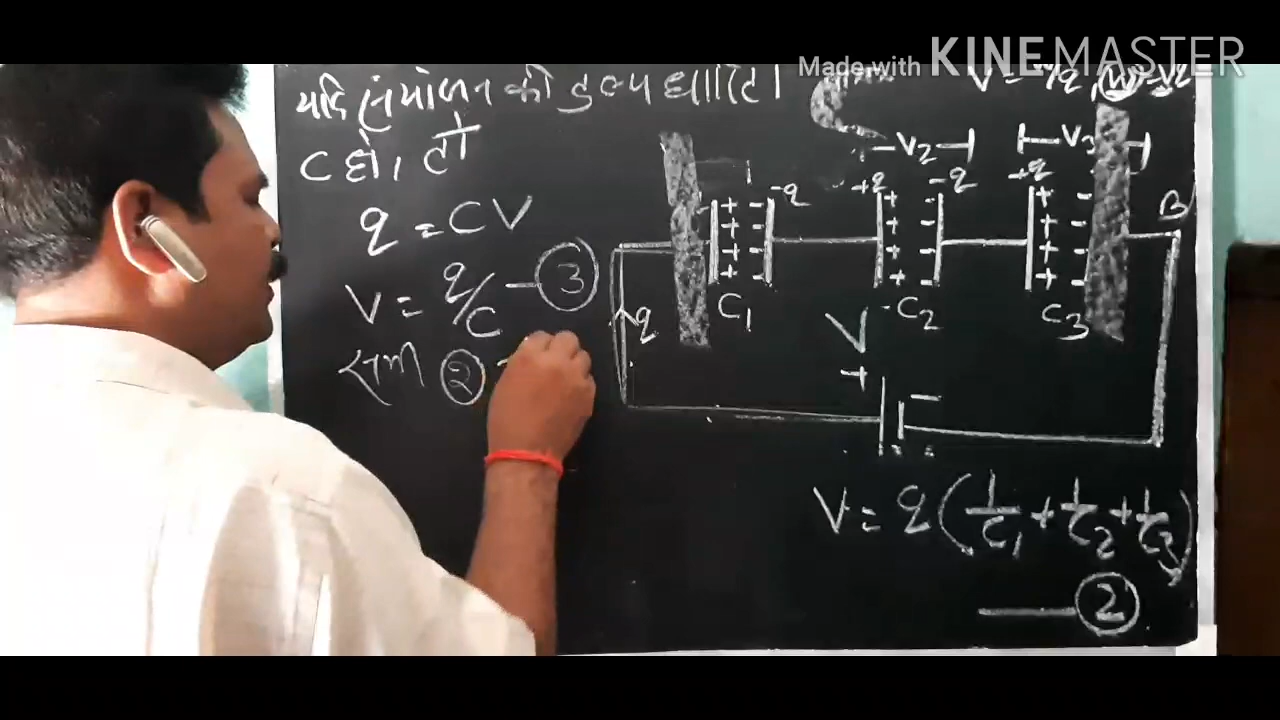 Made with KINEMASTER
यदि संयोजन की तुल्य धारिता
C हो, तो
q = CV
V = q/C — ③
समी ②
V₂
V₃
-q
+q
-q
+q
B
C₁
C₂
C₃
q
V
+ -
V = q (1/C₁ + 1/C₂ + 1/C₃)
— ②